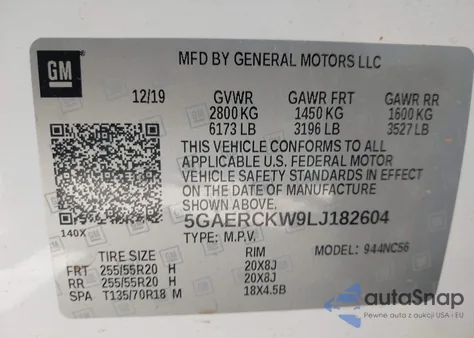 GM
MFD BY GENERAL MOTORS LLC
12/19 GVWR GAWR FRT GAWR RR
2800 KG 1450 KG 1600 KG
6173 LB 3196 LB 3527 LB
THIS VEHICLE CONFORMS TO ALL
APPLICABLE U.S. FEDERAL MOTOR
VEHICLE SAFETY STANDARDS IN EFFECT
ON THE DATE OF MANUFACTURE
SHOWN ABOVE.
5GAERCKW9LJ182604
140X
TYPE: M.P.V. MODEL: 944NC56
TIRE SIZE RIM
FRT 255/55R20 H 20X8J
RR 255/55R20 H 20X8J
SPA T135/70R18 M 18X4.5B
autoSnap
Pewne auta z aukcji USA i EU